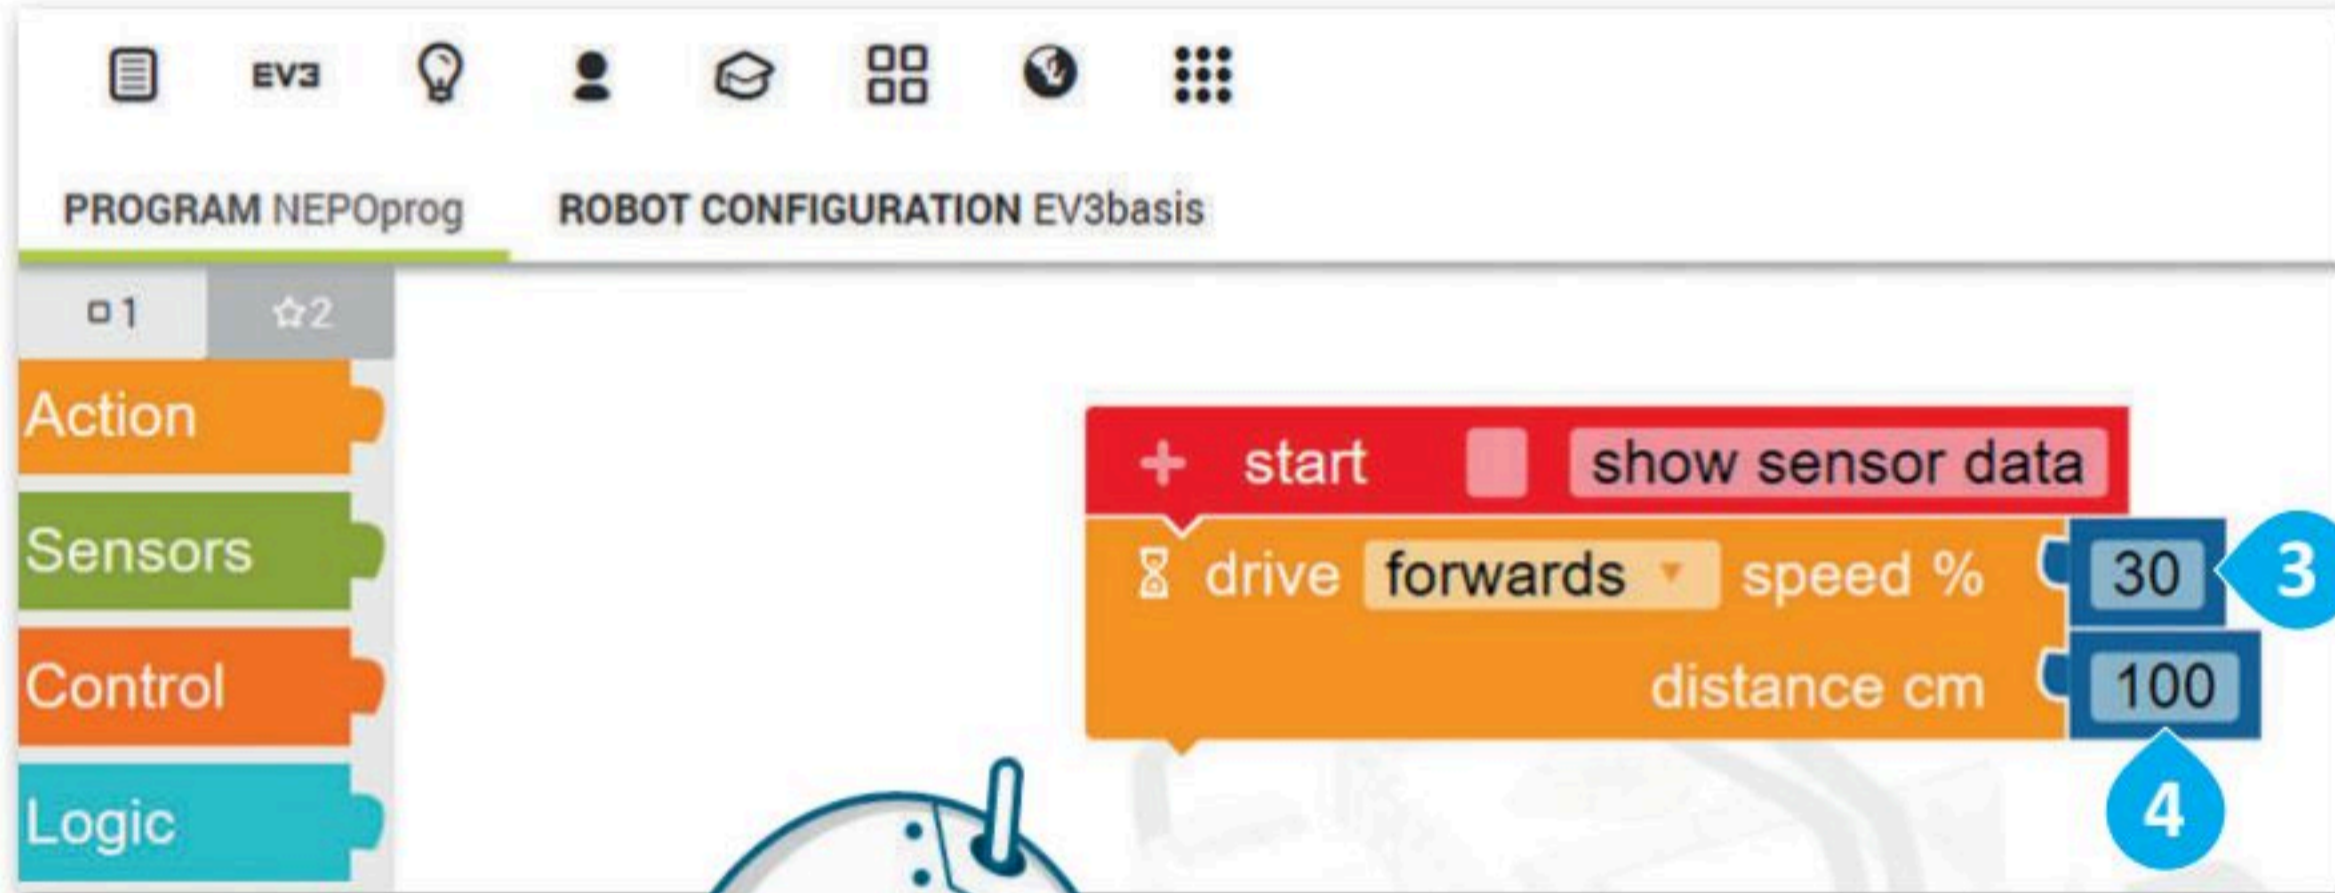 EV3
PROGRAM NEPOprog ROBOT CONFIGURATION EV3basis
1 2
Action
Sensors
Control
Logic
+ start show sensor data
drive forwards speed % 30 3
distance cm 100
4